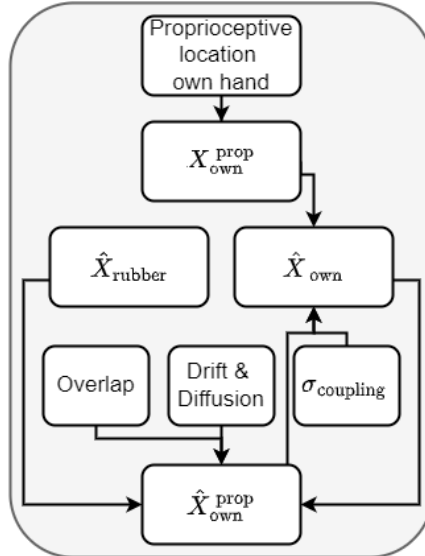 Proprioceptive
location
own hand
X_own^prop
X̂_rubber
X̂_own
Overlap
Drift &
Diffusion
σ_coupling
X̂_own^prop